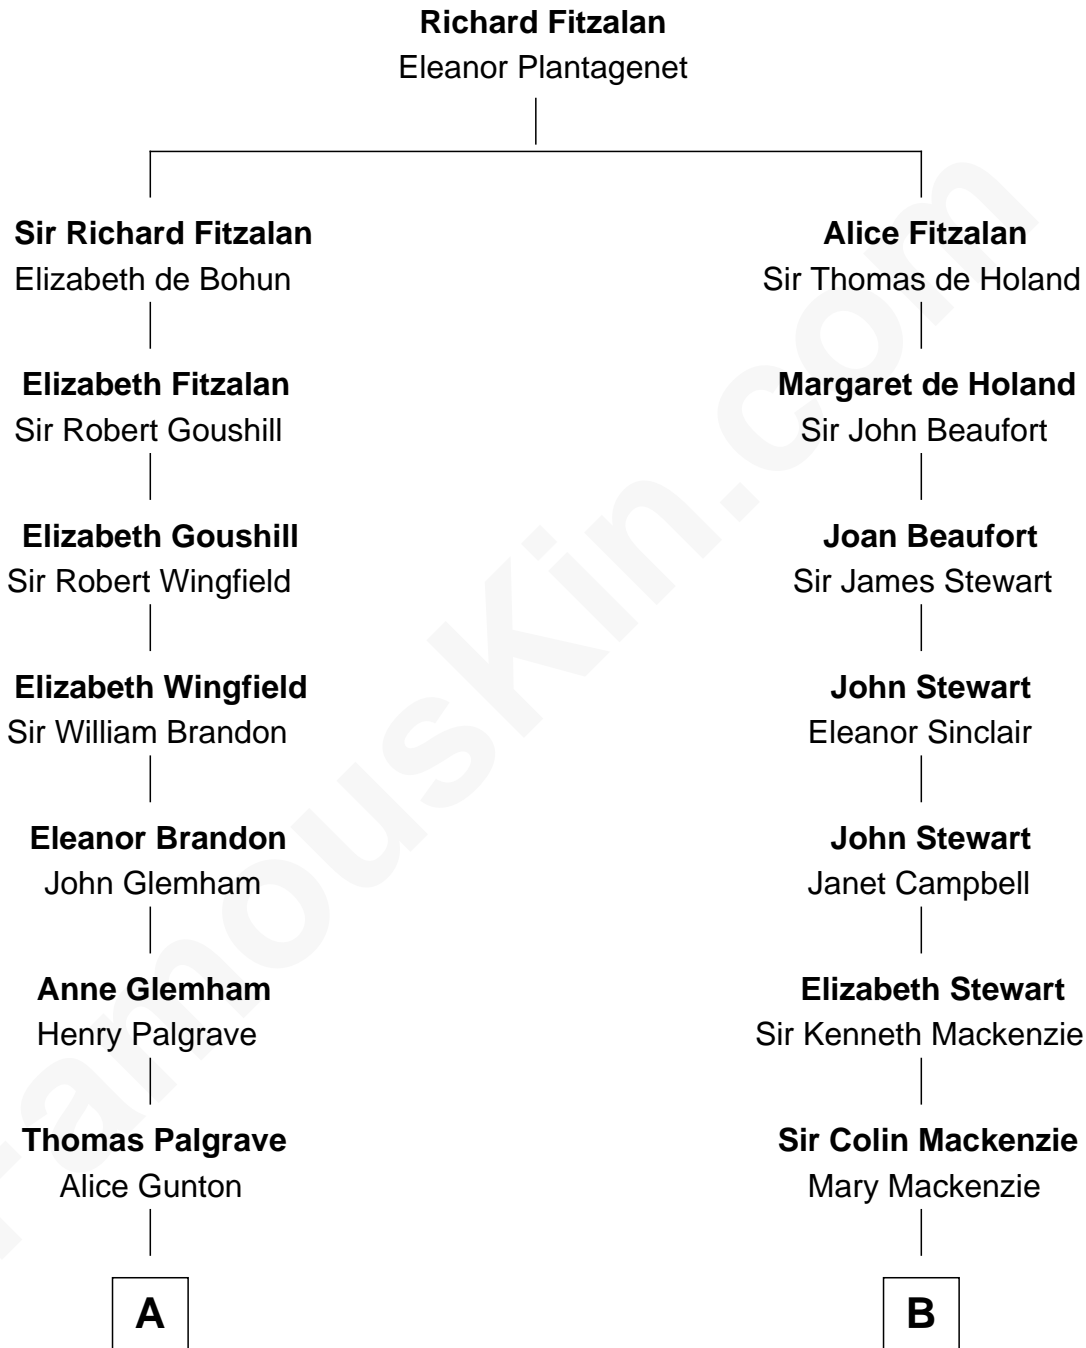 Richard Fitzalan
Eleanor Plantagenet
Sir Richard Fitzalan
Elizabeth de Bohun
Alice Fitzalan
Sir Thomas de Holand
Elizabeth Fitzalan
Sir Robert Goushill
Margaret de Holand
Sir John Beaufort
Elizabeth Goushill
Sir Robert Wingfield
Joan Beaufort
Sir James Stewart
Elizabeth Wingfield
Sir William Brandon
John Stewart
Eleanor Sinclair
Eleanor Brandon
John Glemham
John Stewart
Janet Campbell
Anne Glemham
Henry Palgrave
Elizabeth Stewart
Sir Kenneth Mackenzie
Thomas Palgrave
Alice Gunton
Sir Colin Mackenzie
Mary Mackenzie
A
B
FamousKin.com